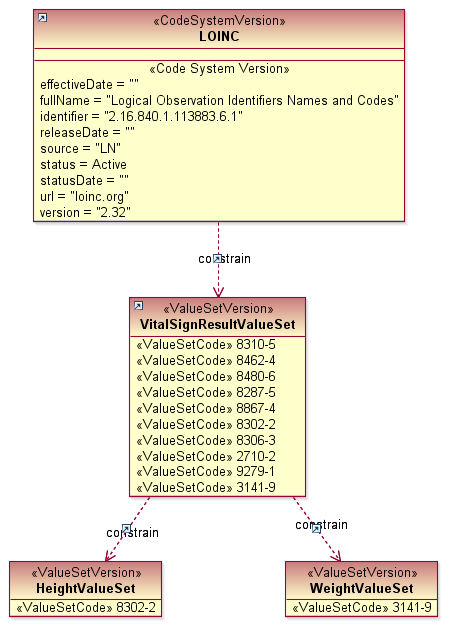 «CodeSystemVersion»
LOINC
«Code System Version»
effectiveDate = ""
fullName = "Logical Observation Identifiers Names and Codes"
identifier = "2.16.840.1.113883.6.1"
releaseDate = ""
source = "LN"
status = Active
statusDate = ""
url = "loinc.org"
version = "2.32"
constrain
«ValueSetVersion»
VitalSignResultValueSet
«ValueSetCode» 8310-5
«ValueSetCode» 8462-4
«ValueSetCode» 8480-6
«ValueSetCode» 8287-5
«ValueSetCode» 8867-4
«ValueSetCode» 8302-2
«ValueSetCode» 8306-3
«ValueSetCode» 2710-2
«ValueSetCode» 9279-1
«ValueSetCode» 3141-9
constrain
constrain
«ValueSetVersion»
HeightValueSet
«ValueSetCode» 8302-2
«ValueSetVersion»
WeightValueSet
«ValueSetCode» 3141-9